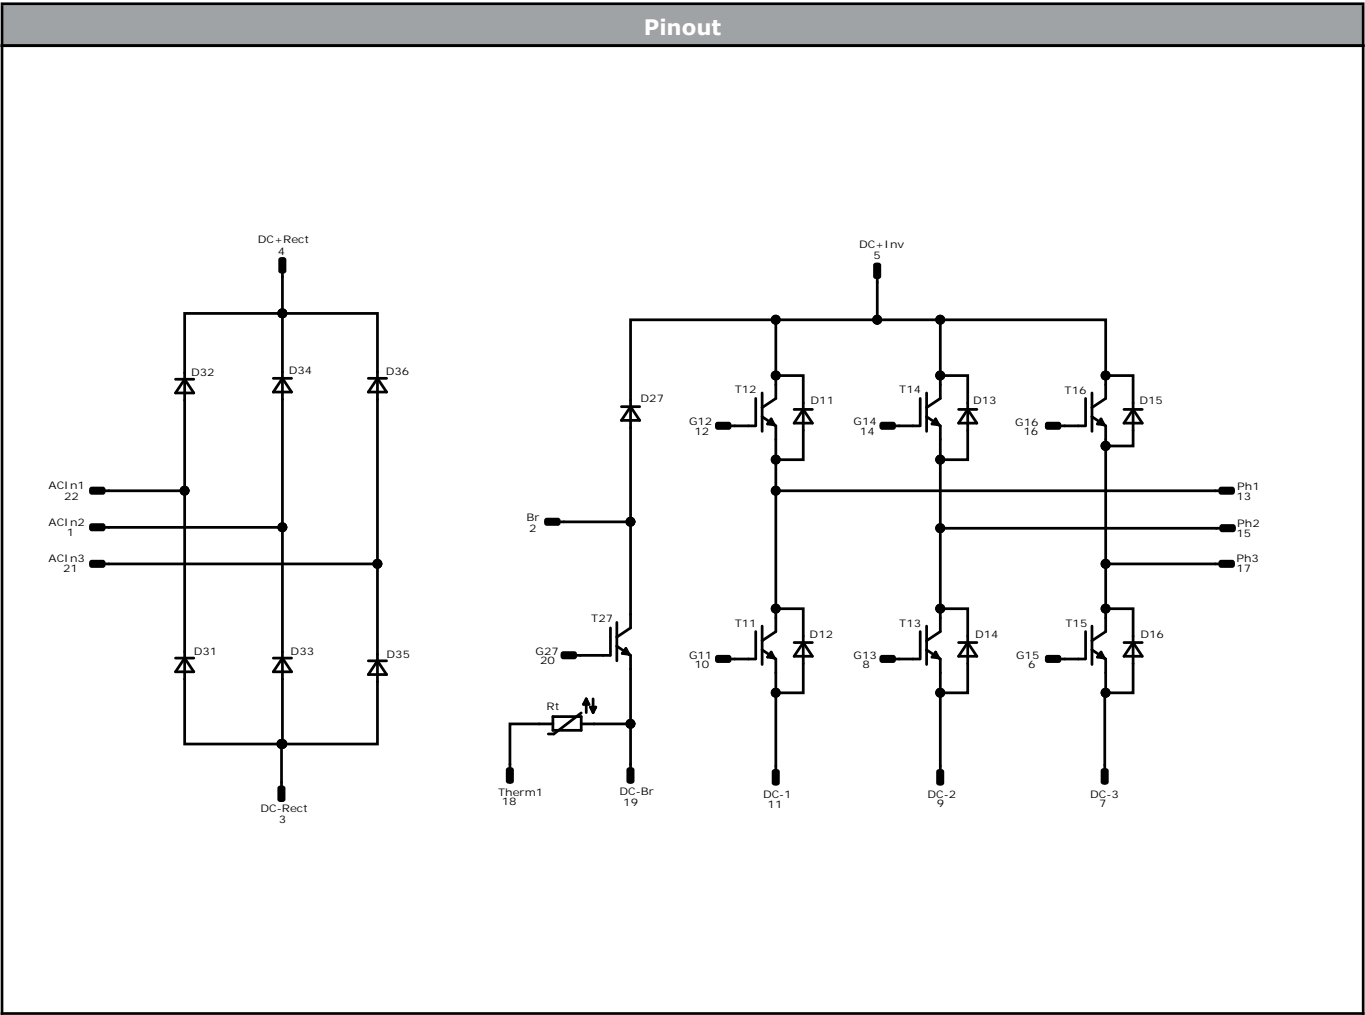 Pinout
DC+Rect
4
DC+Inv
5
D32
D34
D36
D27
T12
D11
G12
12
T14
D13
G14
14
T16
D15
G16
16
ACIn1
22
ACIn2
1
ACIn3
21
Br
2
Ph1
13
Ph2
15
Ph3
17
D31
D33
D35
T27
G27
20
T11
D12
G11
10
T13
D14
G13
8
T15
D16
G15
6
Rt
Therm1
18
DC-Br
19
DC-1
11
DC-2
9
DC-3
7
DC-Rect
3